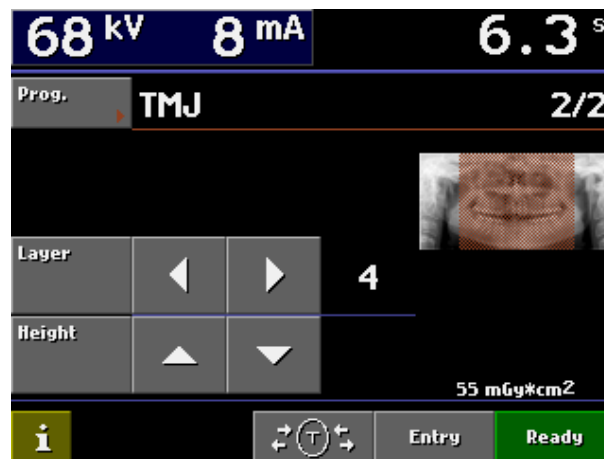 68 kV 8 mA 6.3 s
Prog. TMJ 2/2
Layer 4
Height
55 mGy*cm2
i T Entry Ready